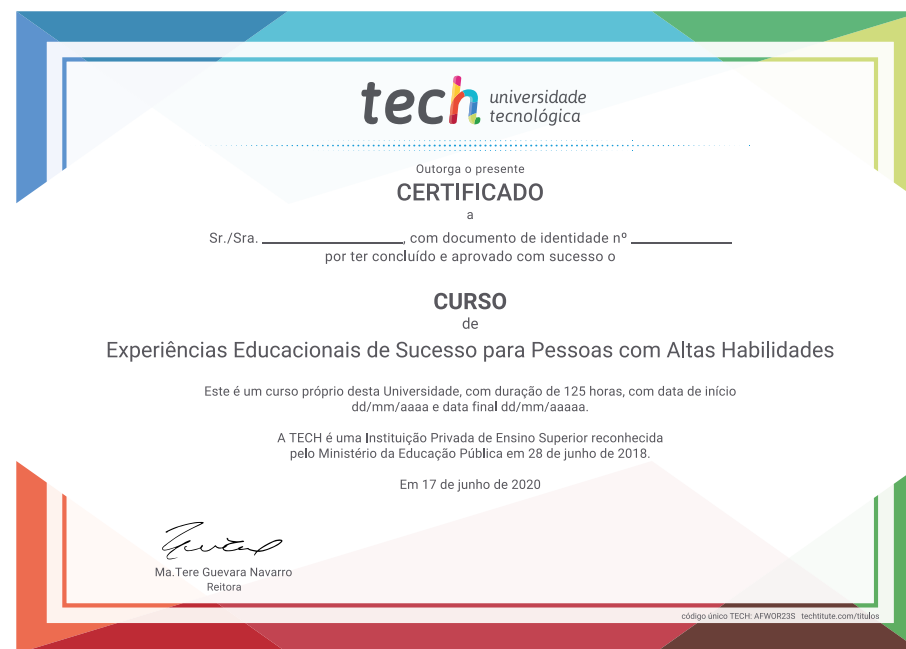 tech universidade
tecnológica
Outorga o presente
CERTIFICADO
a
Sr./Sra. ________________, com documento de identidade nº ____________
por ter concluído e aprovado com sucesso o
CURSO
de
Experiências Educacionais de Sucesso para Pessoas com Altas Habilidades
Este é um curso próprio desta Universidade, com duração de 125 horas, com data de início
dd/mm/aaaa e data final dd/mm/aaaaa.
A TECH é uma Instituição Privada de Ensino Superior reconhecida
pelo Ministério da Educação Pública em 28 de junho de 2018.
Em 17 de junho de 2020
Ma.Tere Guevara Navarro
Reitora
código único TECH: AFWOR23S techtitute.com/titulos